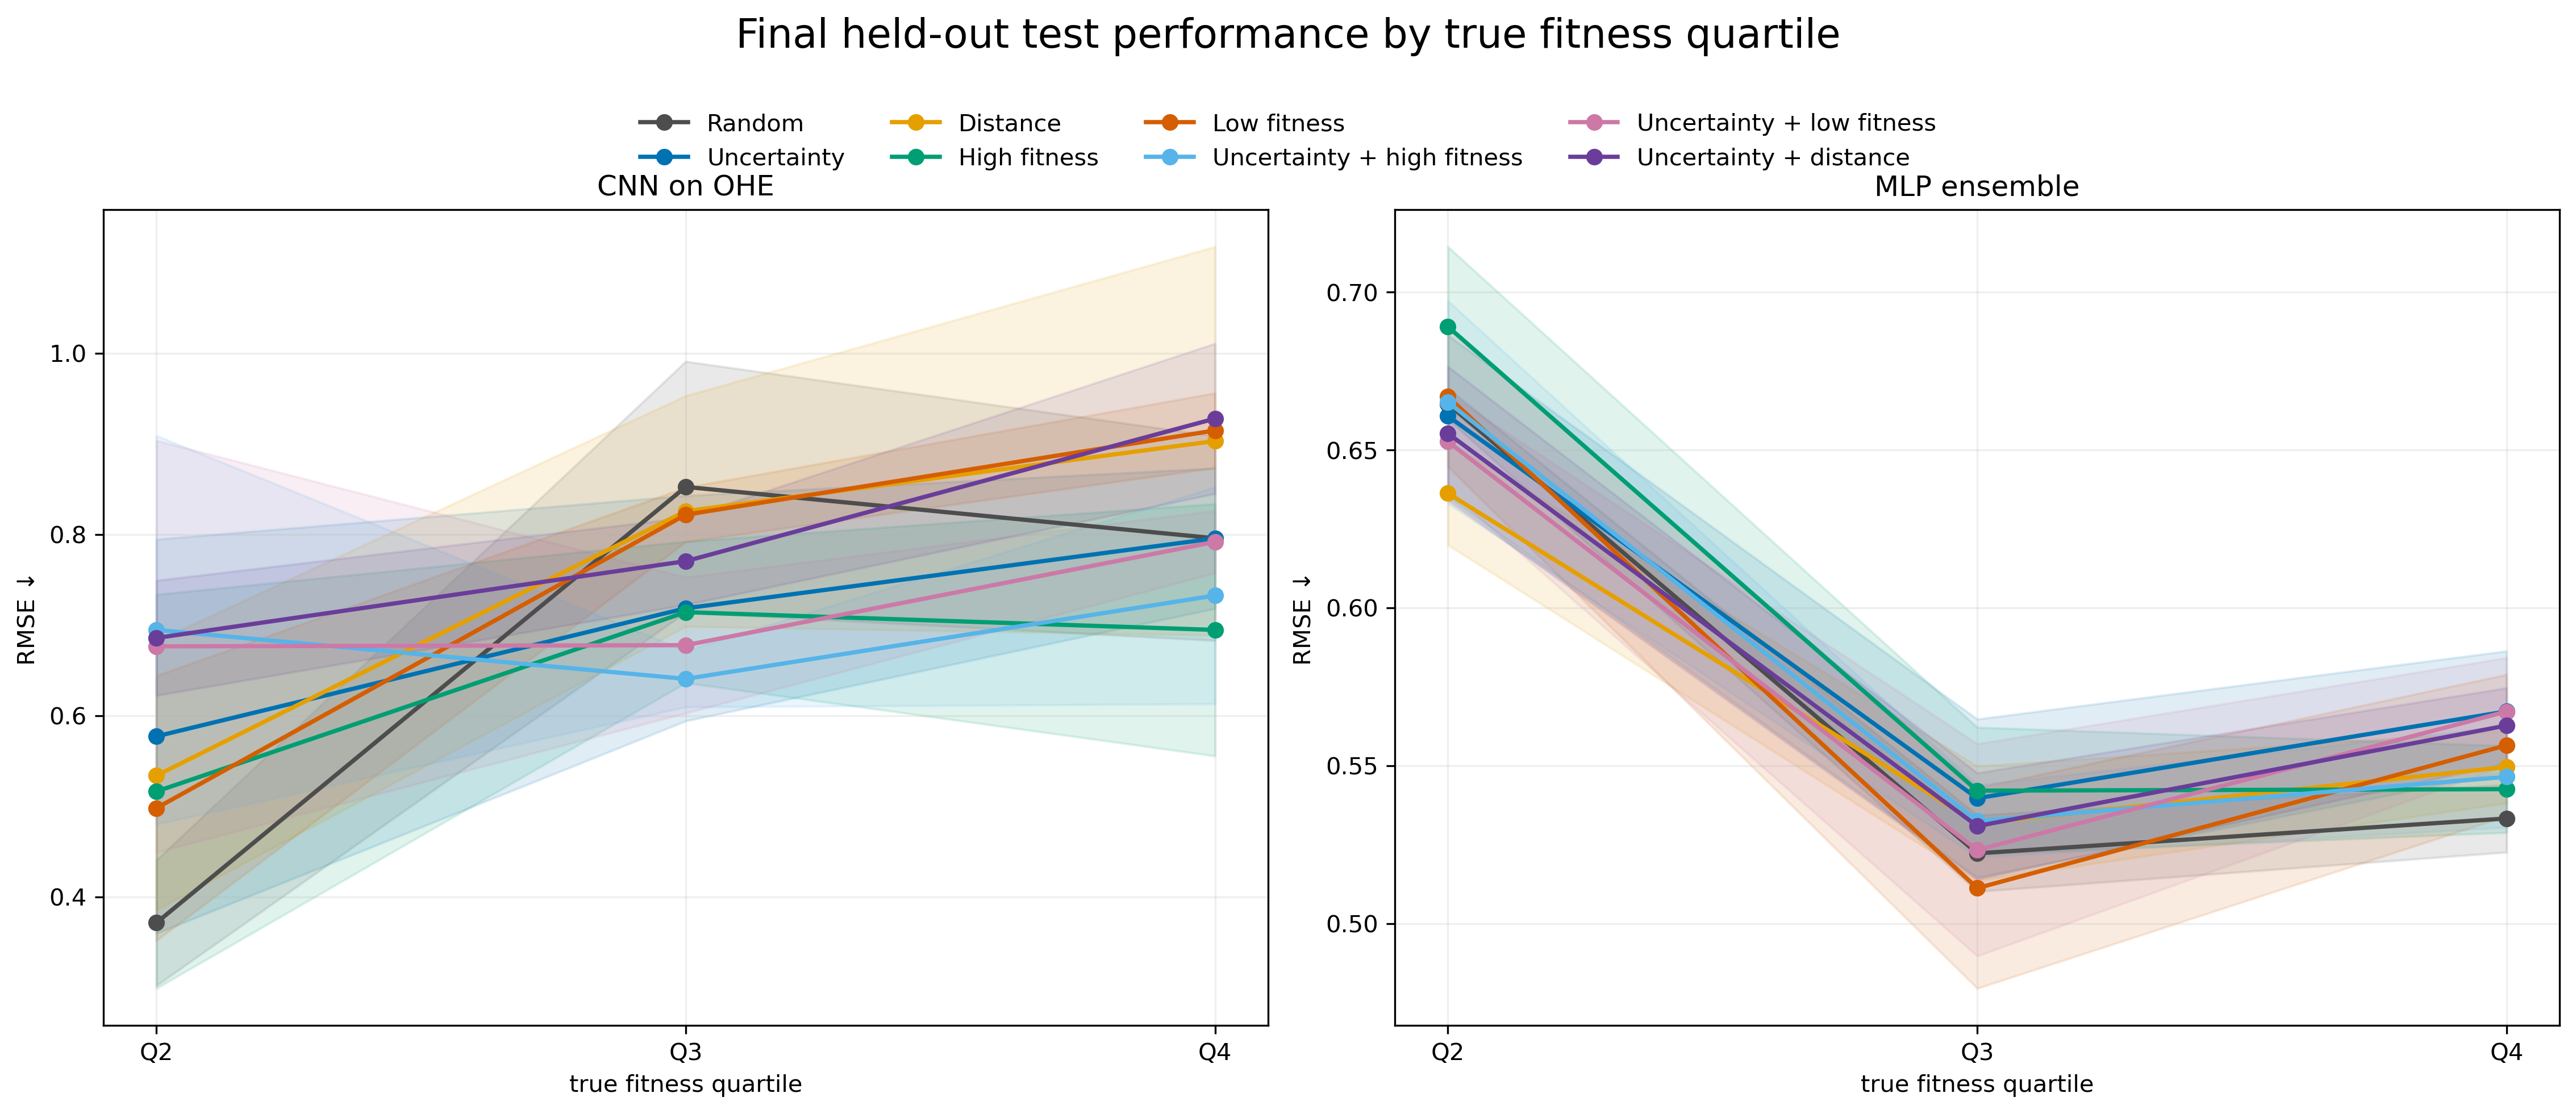 Final held-out test performance by true fitness quartile
Random
Distance
Low fitness
Uncertainty + low fitness
Uncertainty
High fitness
Uncertainty + high fitness
Uncertainty + distance
CNN on OHE
1.0
0.8
0.6
0.4
RMSE ↓
Q2 Q3 Q4
true fitness quartile
MLP ensemble
0.70
0.65
0.60
0.55
0.50
RMSE ↓
Q2 Q3 Q4
true fitness quartile